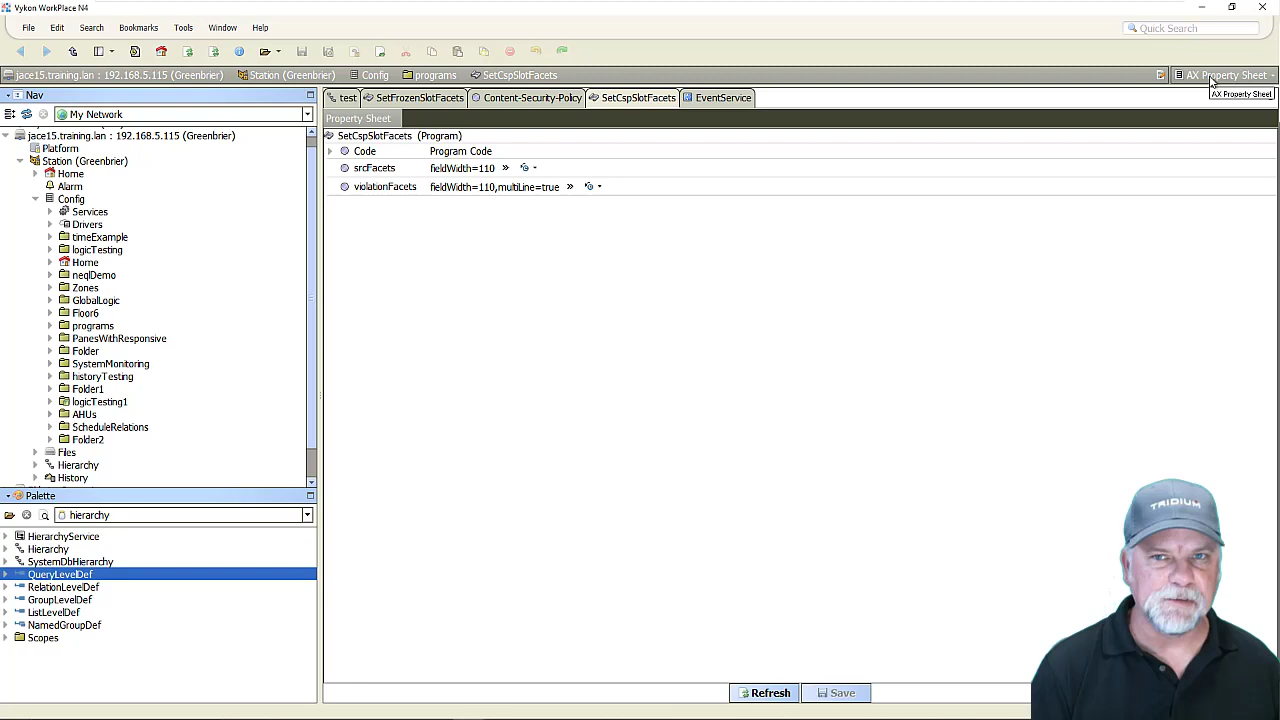 Vykon WorkPlace N4
File Edit Search Bookmarks Tools Window Help
Quick Search
jace15.training.lan : 192.168.5.115 (Greenbrier) Station (Greenbrier) Config programs SetCspSlotFacets AX Property Sheet
AX Property Sheet
Nav
My Network
jace15.training.lan : 192.168.5.115 (Greenbrier)
Platform
Station (Greenbrier)
Home
Alarm
Config
Services
Drivers
timeExample
logicTesting
Home
neqlDemo
Zones
GlobalLogic
Floor6
programs
PanesWithResponsive
Folder
SystemMonitoring
historyTesting
Folder1
logicTesting1
AHUs
ScheduleRelations
Folder2
Files
Hierarchy
History
Palette
hierarchy
HierarchyService
Hierarchy
SystemDbHierarchy
QueryLevelDef
RelationLevelDef
GroupLevelDef
ListLevelDef
NamedGroupDef
Scopes
test SetFrozenSlotFacets Content-Security-Policy SetCspSlotFacets EventService
Property Sheet
SetCspSlotFacets (Program)
Code Program Code
srcFacets fieldWidth=110 »
violationFacets fieldWidth=110,multiLine=true »
Refresh Save
TRIDIUM